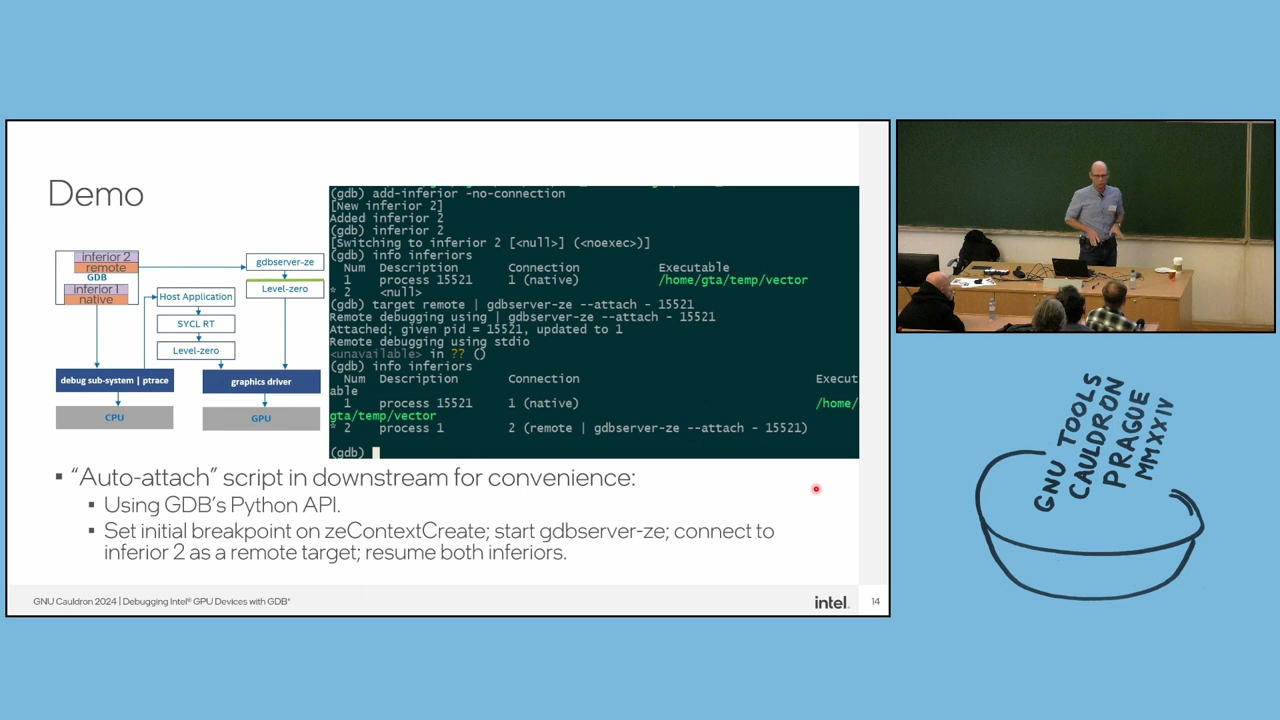 Demo
inferior 2
remote
GDB
inferior 1
native
gdbserver-ze
Level-zero
Host Application
SYCL RT
Level-zero
debug sub-system | ptrace
graphics driver
CPU
GPU
(gdb) add-inferior -no-connection
[New inferior 2]
Added inferior 2
(gdb) inferior 2
[Switching to inferior 2 [<null>] (<noexec>)]
(gdb) info inferiors
Num Description Connection Executable
1 process 15521 1 (native) /home/gta/temp/vector
* 2 <null>
(gdb) target remote | gdbserver-ze --attach - 15521
Remote debugging using | gdbserver-ze --attach - 15521
Attached; given pid = 15521, updated to 1
Remote debugging using stdio
<unavailable> in ?? ()
(gdb) info inferiors
Num Description Connection Execut
able
1 process 15521 1 (native) /home/
gta/temp/vector
* 2 process 1 2 (remote | gdbserver-ze --attach - 15521)
(gdb)
▪ “Auto-attach” script in downstream for convenience:
▪ Using GDB’s Python API.
▪ Set initial breakpoint on zeContextCreate; start gdbserver-ze; connect to
inferior 2 as a remote target; resume both inferiors.
GNU Cauldron 2024 | Debugging Intel® GPU Devices with GDB*
intel.
14
GNU TOOLS
CAULDRON
PRAGUE
MMXXIV